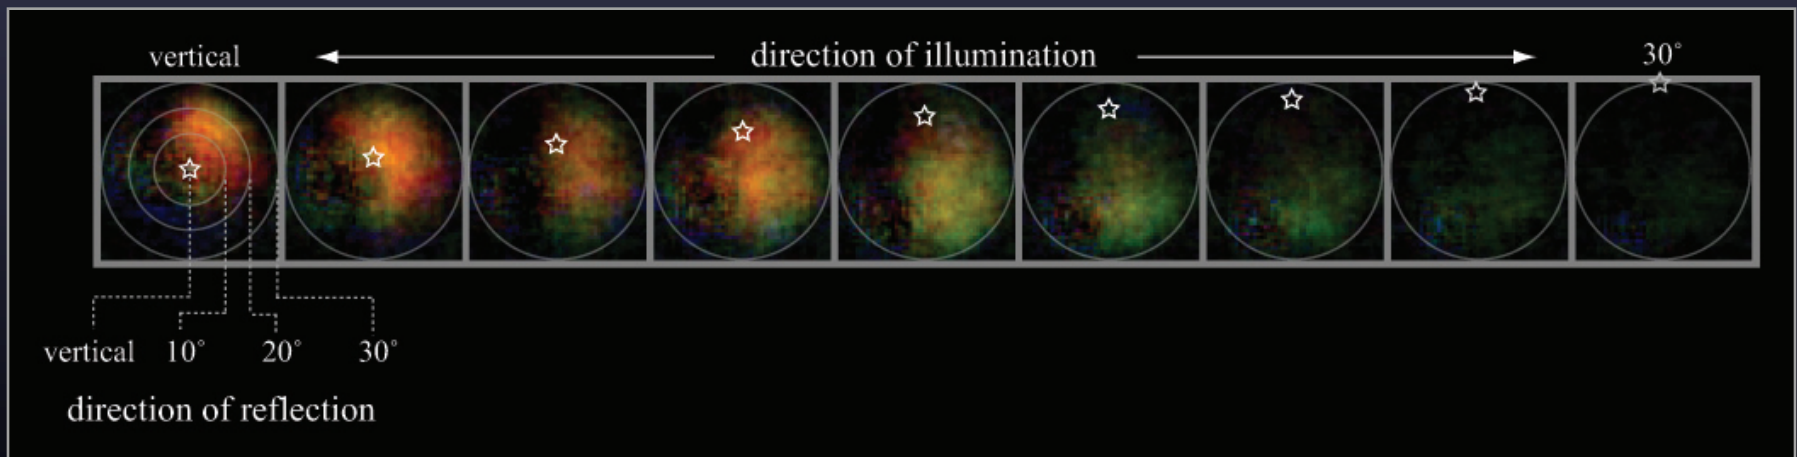 vertical
direction of illumination
30°
vertical
10°
20°
30°
direction of reflection